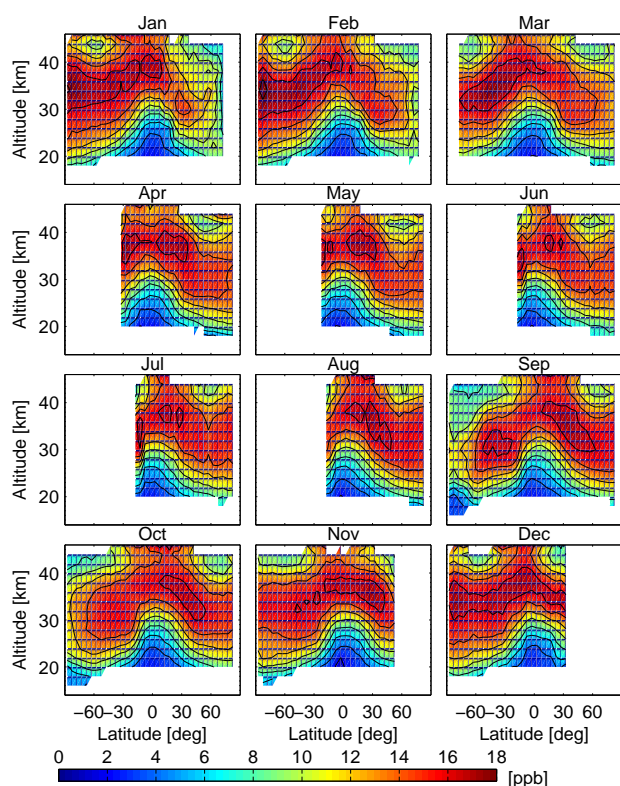 Jan Feb Mar
40
30
20
Altitude [km]
Apr May Jun
40
30
20
Altitude [km]
Jul Aug Sep
40
30
20
Altitude [km]
Oct Nov Dec
40
30
20
Altitude [km]
−60−30 0 30 60 −60−30 0 30 60 −60−30 0 30 60
Latitude [deg] Latitude [deg] Latitude [deg]
0 2 4 6 8 10 12 14 16 18
[ppb]